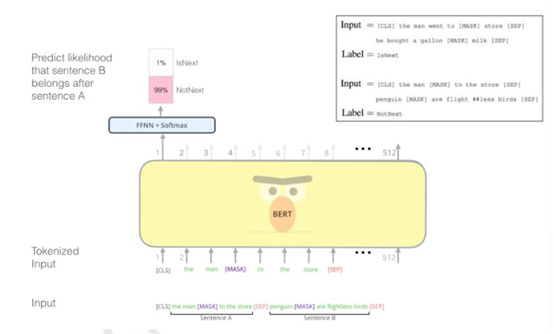 Predict likelihood
that sentence B
belongs after
sentence A
1% IsNext
99% NotNext
FFNN + Softmax
1 2 3 4 5 6 7 8 ••• 512
BERT
Tokenized
Input
1 2 ••• 512
[CLS] the man [MASK] to the store [SEP]
Input
[CLS] the man [MASK] to the store [SEP] penguin [MASK] are flightless birds [SEP]
Sentence A Sentence B
Input = [CLS] the man went to [MASK] store [SEP]
he bought a gallon [MASK] milk [SEP]
Label = IsNext
Input = [CLS] the man [MASK] to the store [SEP]
penguin [MASK] are flight ##less birds [SEP]
Label = NotNext